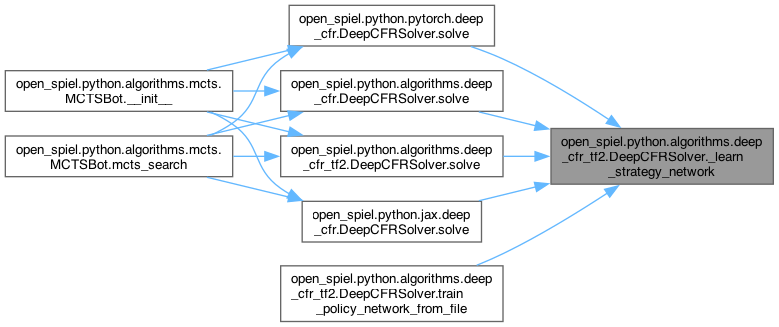 open_spiel.python.pytorch.deep
_cfr.DeepCFRSolver.solve
open_spiel.python.algorithms.mcts.
MCTSBot.__init__
open_spiel.python.algorithms.deep
_cfr.DeepCFRSolver.solve
open_spiel.python.algorithms.mcts.
MCTSBot.mcts_search
open_spiel.python.algorithms.deep
_cfr_tf2.DeepCFRSolver.solve
open_spiel.python.algorithms.deep
_cfr_tf2.DeepCFRSolver._learn
_strategy_network
open_spiel.python.jax.deep
_cfr.DeepCFRSolver.solve
open_spiel.python.algorithms.deep
_cfr_tf2.DeepCFRSolver.train
_policy_network_from_file